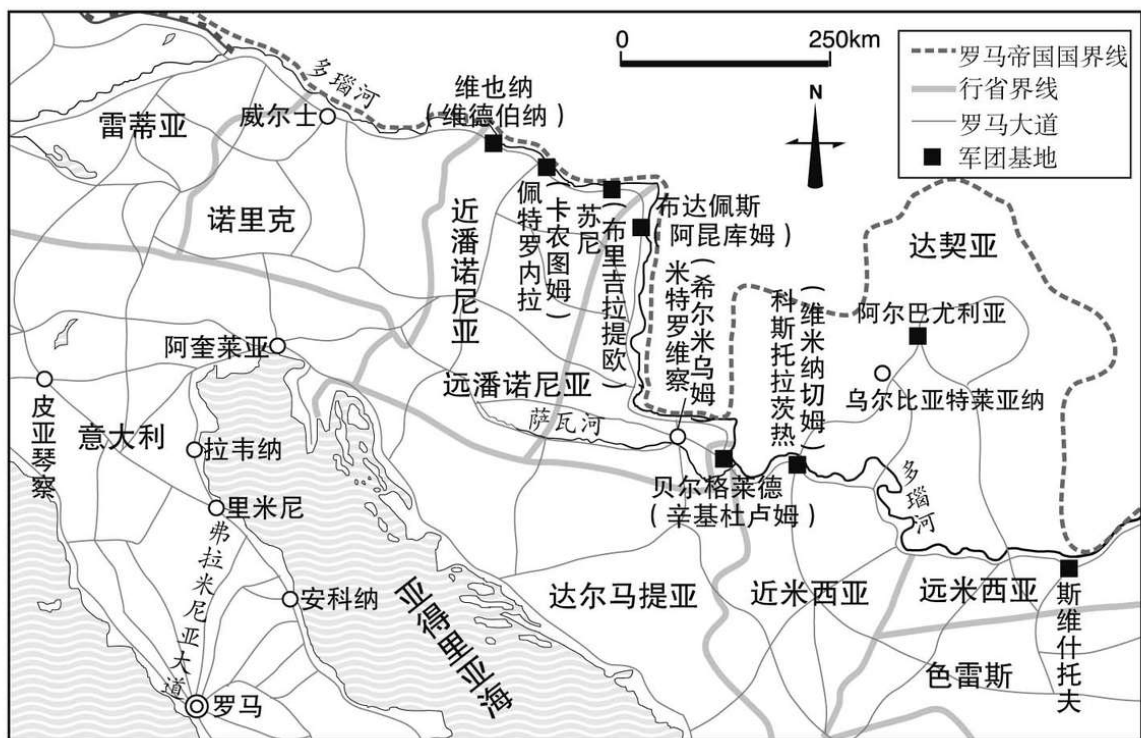 0
250km
N
罗马帝国国界线
行省界线
罗马大道
军团基地
多瑙河
维也纳
（维德伯纳）
威尔士
雷蒂亚
诺里克
近潘诺尼亚
佩特罗内拉
（卡农图姆）
苏尼
（布里吉拉提欧）
布达佩斯
（阿昆库姆）
米特罗维察
（希尔米乌姆）
科斯托拉茨热
（维米纳切姆）
达契亚
阿尔巴尤利亚
乌尔比亚特莱亚纳
阿奎莱亚
远潘诺尼亚
萨瓦河
皮亚琴察
意大利
拉韦纳
里米尼
弗拉米尼亚大道
安科纳
罗马
亚得里亚海
贝尔格莱德
（辛基杜卢姆）
多瑙河
达尔马提亚
近米西亚
远米西亚
斯维什托夫
色雷斯